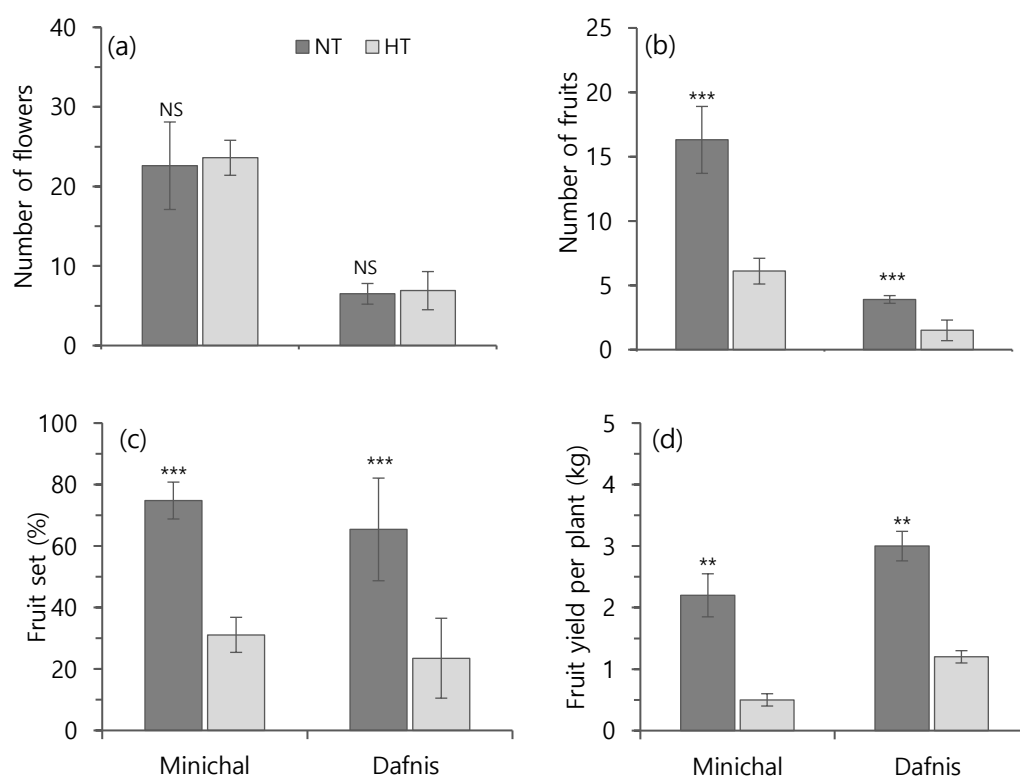 (a)
NT HT
Number of flowers
40
30
20
10
0
NS
NS
(b)
Number of fruits
25
20
15
10
5
0
***
***
(c)
Fruit set (%)
100
80
60
40
20
0
***
***
Minichal Dafnis
(d)
Fruit yield per plant (kg)
5
4
3
2
1
0
**
**
Minichal Dafnis